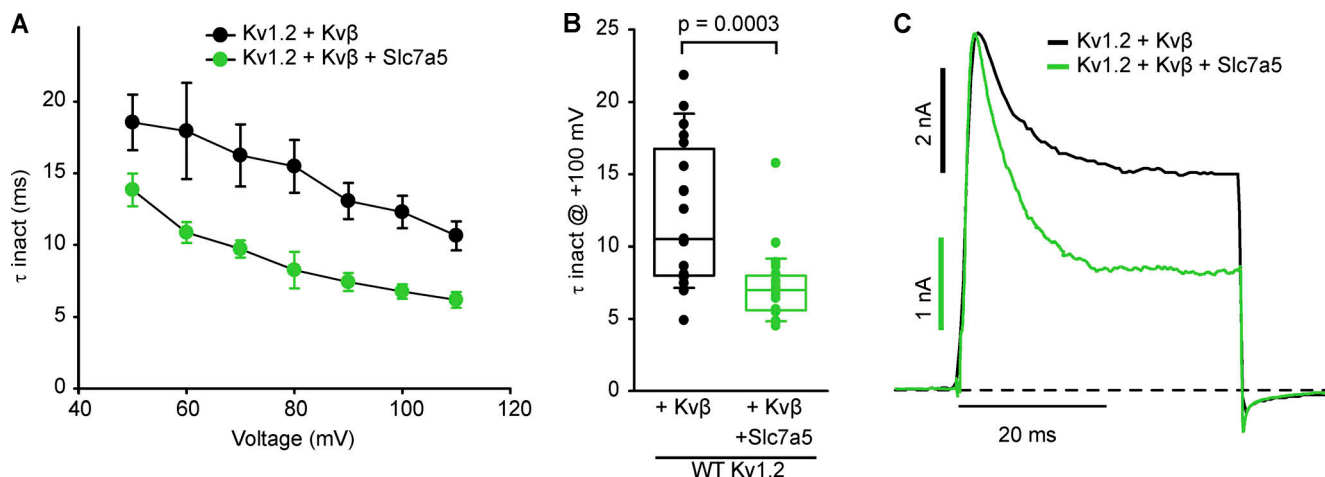 A
Kv1.2 + Kvβ
Kv1.2 + Kvβ + Slc7a5
τ inact (ms)
20
15
10
5
0
40
60
80
100
120
Voltage (mV)
B
p = 0.0003
τ inact @ +100 mV
25
20
15
10
5
0
+ Kvβ
+ Kvβ
+Slc7a5
WT Kv1.2
C
Kv1.2 + Kvβ
Kv1.2 + Kvβ + Slc7a5
2 nA
1 nA
20 ms